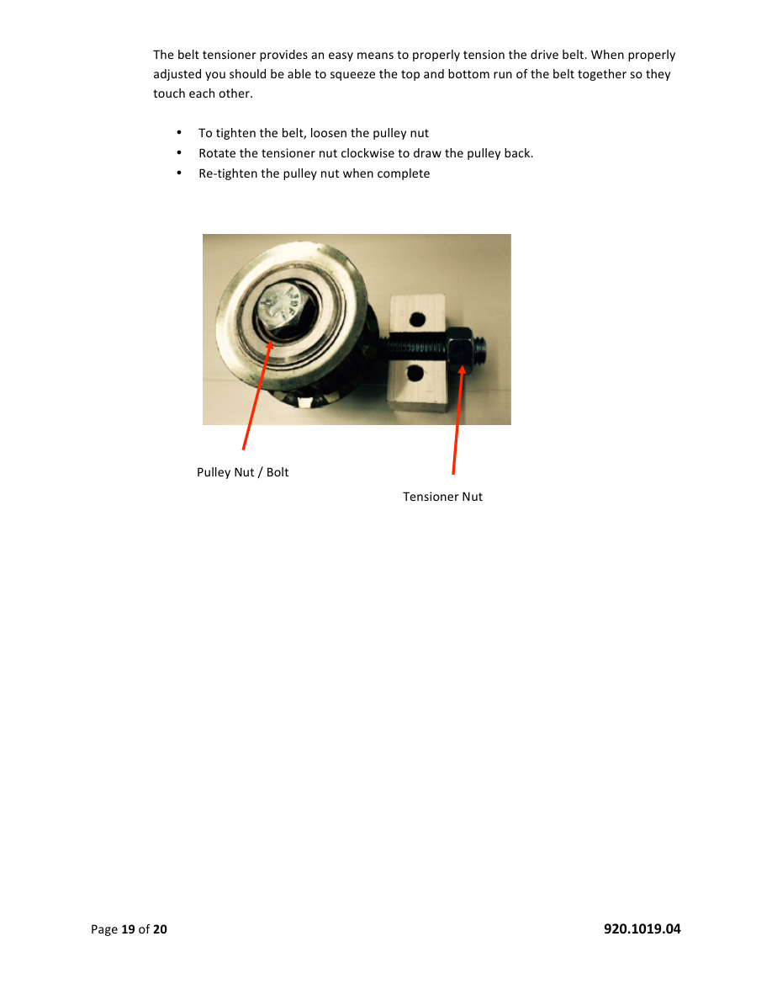 The belt tensioner provides an easy means to properly tension the drive belt. When properly
adjusted you should be able to squeeze the top and bottom run of the belt together so they
touch each other.
• To tighten the belt, loosen the pulley nut
• Rotate the tensioner nut clockwise to draw the pulley back.
• Re-tighten the pulley nut when complete
Pulley Nut / Bolt
Tensioner Nut
Page 19 of 20 920.1019.04